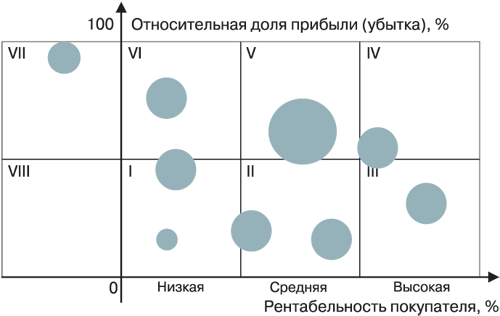 100 Относительная доля прибыли (убытка), %
VII VI V IV
VIII I II III
0 Низкая Средняя Высокая
Рентабельность покупателя, %